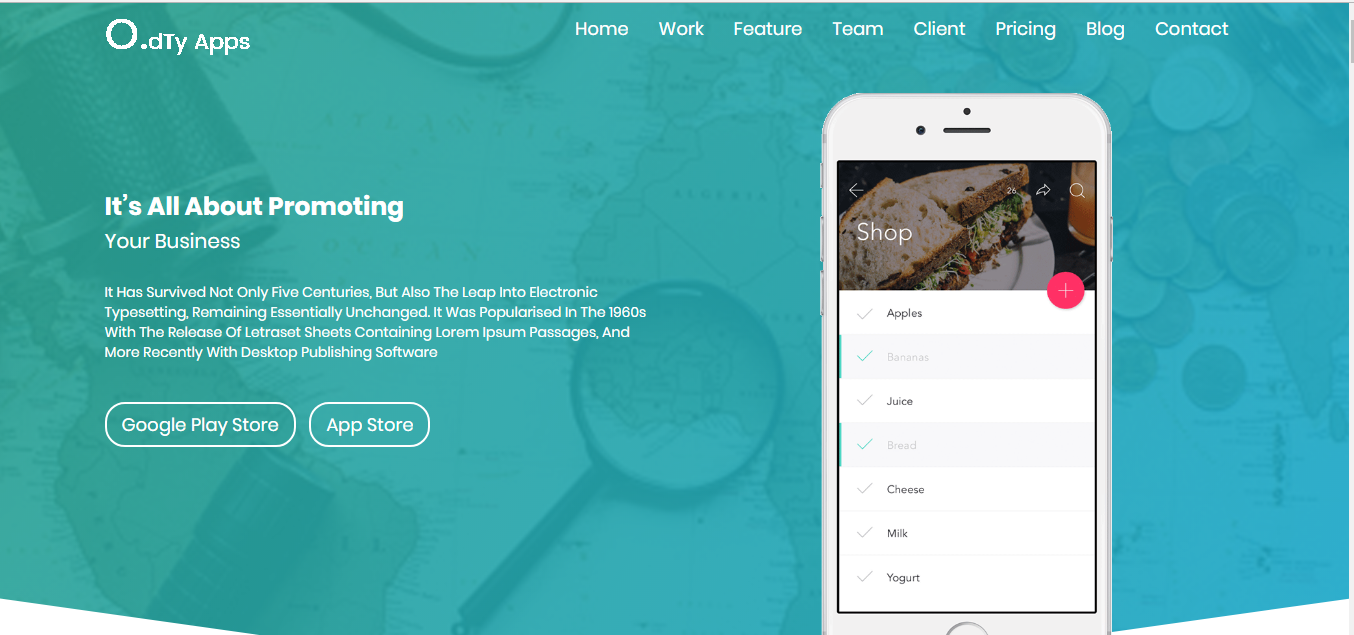 O.dTy Apps
Home Work Feature Team Client Pricing Blog Contact
It's All About Promoting
Your Business
It Has Survived Not Only Five Centuries, But Also The Leap Into Electronic
Typesetting, Remaining Essentially Unchanged. It Was Popularised In The 1960s
With The Release Of Letraset Sheets Containing Lorem Ipsum Passages, And
More Recently With Desktop Publishing Software
Google Play Store App Store
26
Shop
Apples
Bananas
Juice
Bread
Cheese
Milk
Yogurt